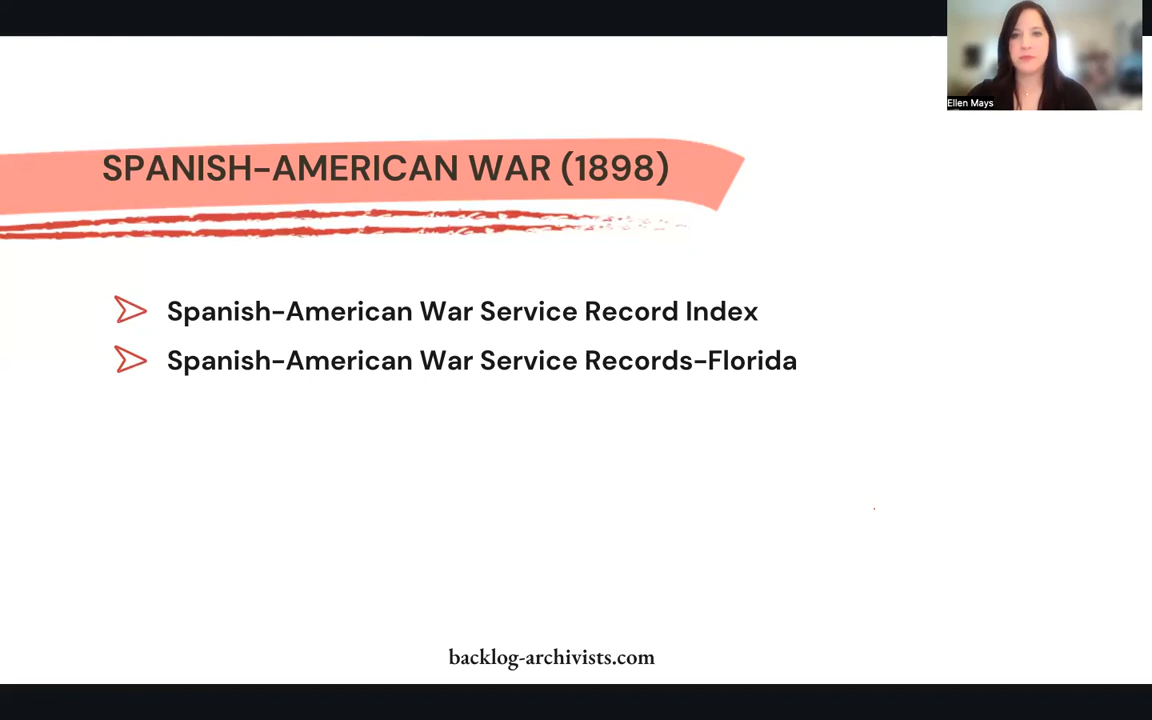 Ellen Mays
SPANISH-AMERICAN WAR (1898)
Spanish-American War Service Record Index
Spanish-American War Service Records-Florida
backlog-archivists.com